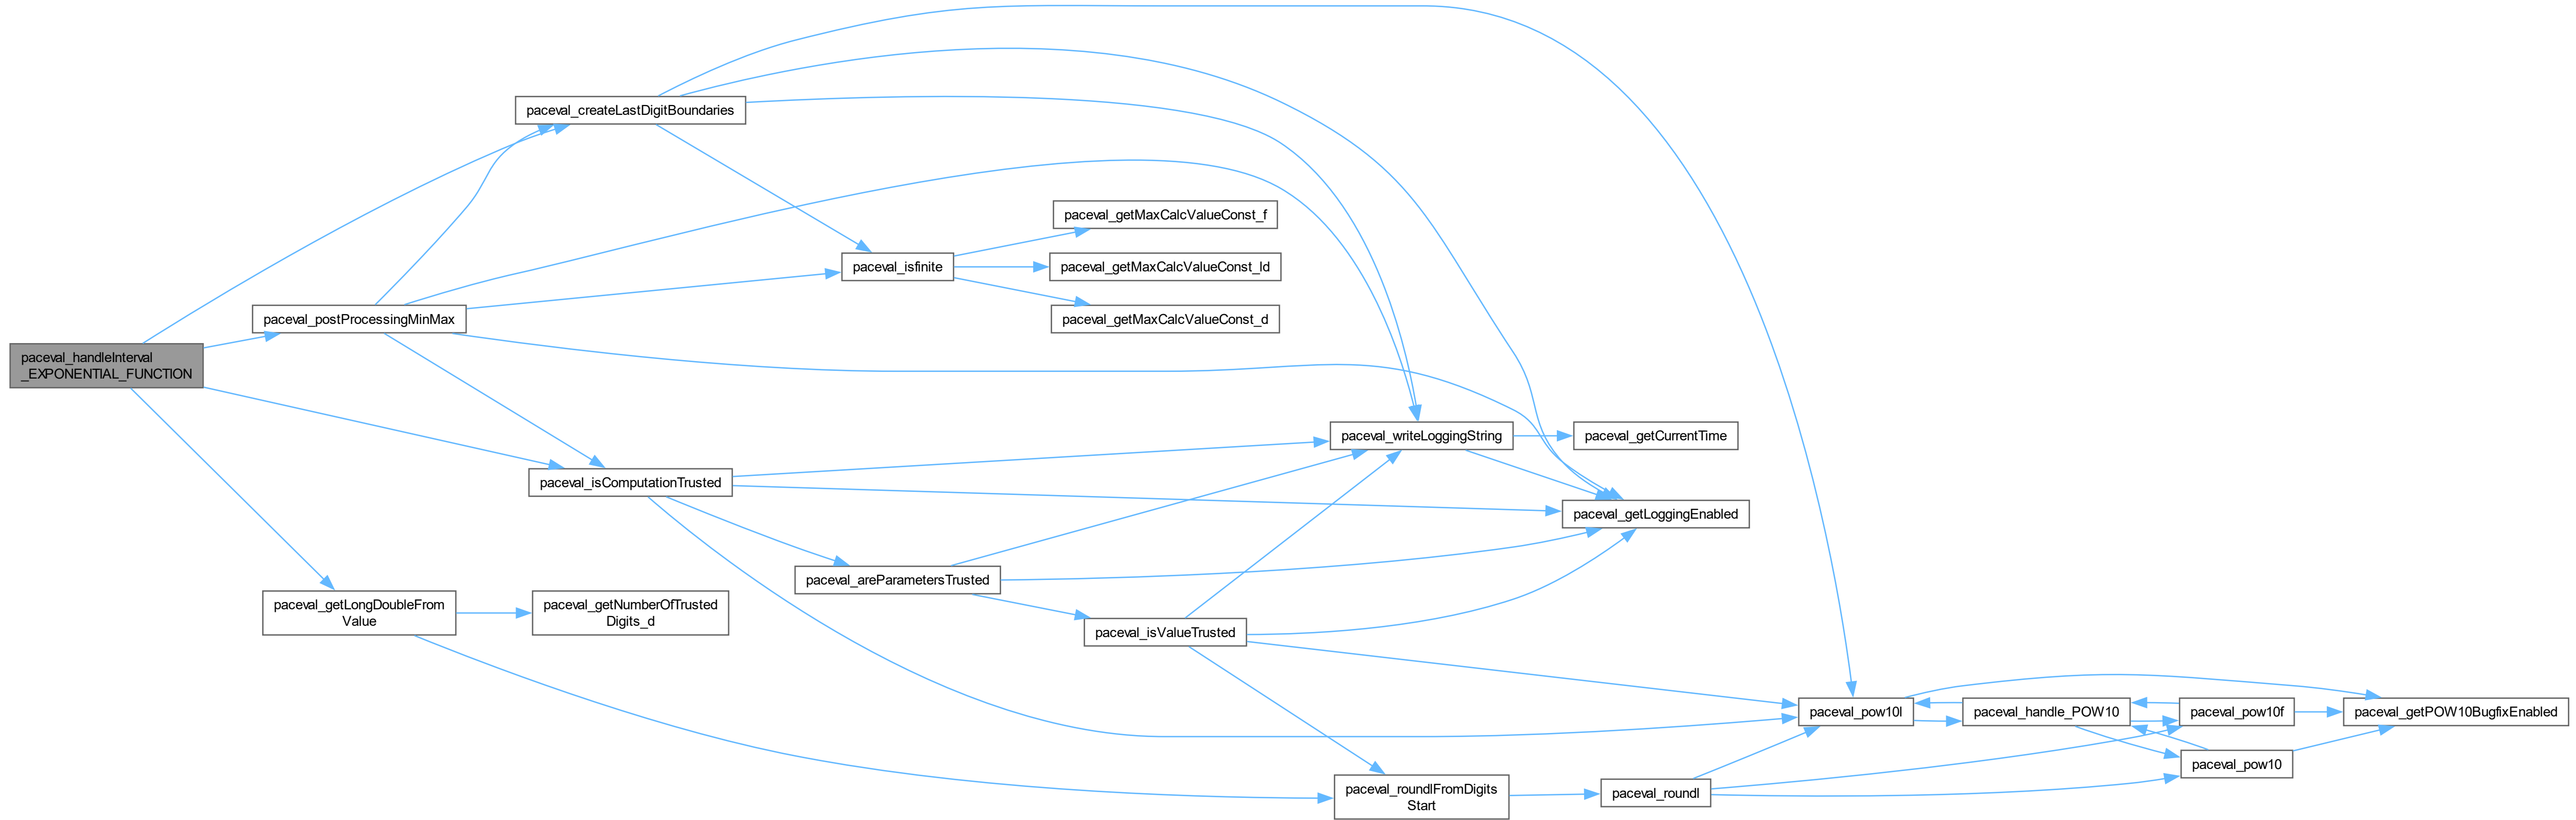 paceval_createLastDigitBoundaries
paceval_getMaxCalcValueConst_f
paceval_isfinite
paceval_getMaxCalcValueConst_ld
paceval_postProcessingMinMax
paceval_getMaxCalcValueConst_d
paceval_handleInterval
_EXPONENTIAL_FUNCTION
paceval_writeLoggingString
paceval_getCurrentTime
paceval_isComputationTrusted
paceval_getLoggingEnabled
paceval_areParametersTrusted
paceval_getLongDoubleFrom
Value
paceval_getNumberOfTrusted
Digits_d
paceval_isValueTrusted
paceval_pow10l
paceval_handle_POW10
paceval_pow10f
paceval_getPOW10BugfixEnabled
paceval_pow10
paceval_roundlFromDigits
Start
paceval_roundl